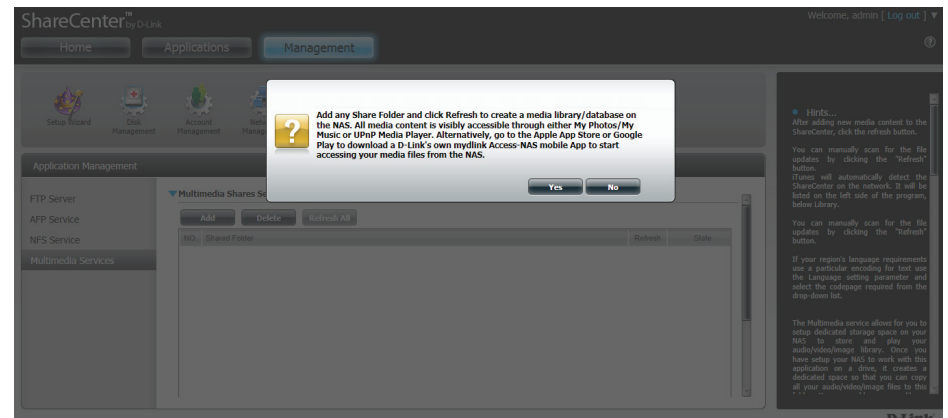 ShareCenter™ by D-Link
Welcome, admin [ Log out ] ▼
Home
Applications
Management
Setup Wizard
Disk
Management
Account
Management
Add any Share Folder and click Refresh to create a media library/database on
the NAS. All media content is visibly accessible through either My Photos/My
Music or UPnP Media Player. Alternatively, go to the Apple App Store or Google
Play to download a D-Link's own mydlink Access-NAS mobile App to start
accessing your media files from the NAS.
Yes
No
Application Management
FTP Server
AFP Service
NFS Service
Multimedia Services
Multimedia Shares Se
Add
Delete
Refresh All
NO.
Shared Folder
Refresh
State
Hints...
After adding new media content to the
ShareCenter, click the refresh button.
You can manually scan for the file
updates by clicking the "Refresh"
button.
iTunes will automatically detect the
ShareCenter on the network. It will be
listed on the left side of the program,
below Library.
You can manually scan for the file
updates by clicking the "Refresh"
button.
If your region's language requirements
use a particular encoding for text use
the Language setting parameter and
select the codepage required from the
drop-down list.
The Multimedia service allows for you to
setup dedicated storage space on your
NAS to store and play your
audio/video/image library. Once you
have setup your NAS to work with this
application on a drive, it creates a
dedicated space so that you can copy
all your audio/video/image files to this